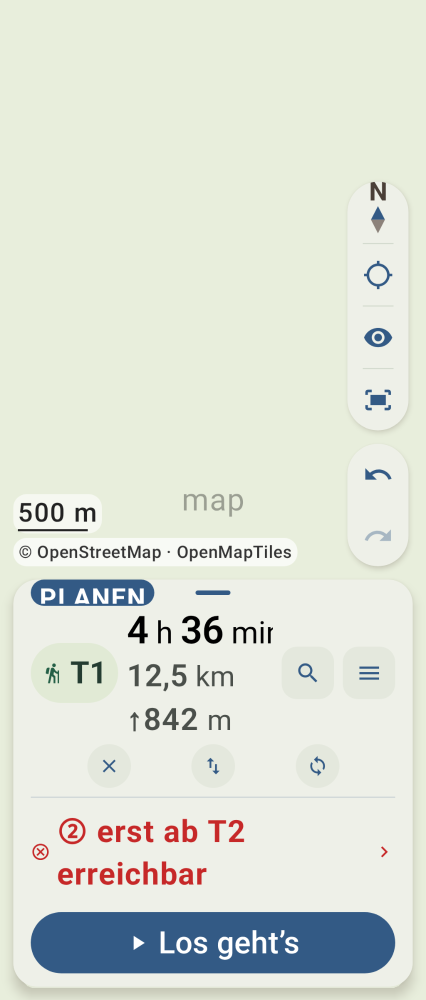 N
map
500 m
© OpenStreetMap · OpenMapTiles
PLANEN
4 h 36 min
T1
12,5 km
↑842 m
② erst ab T2
erreichbar
Los geht’s